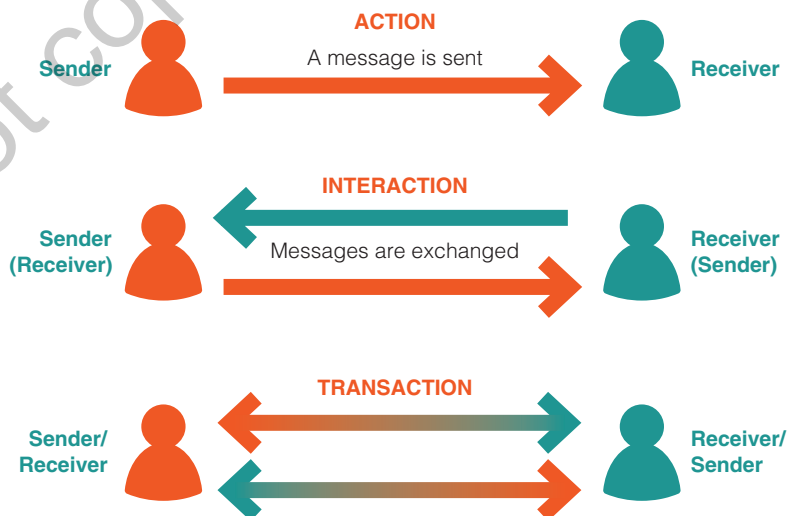 ACTION
A message is sent
Sender
Receiver
INTERACTION
Sender
(Receiver)
Messages are exchanged
Receiver
(Sender)
TRANSACTION
Sender/
Receiver
Receiver/
Sender